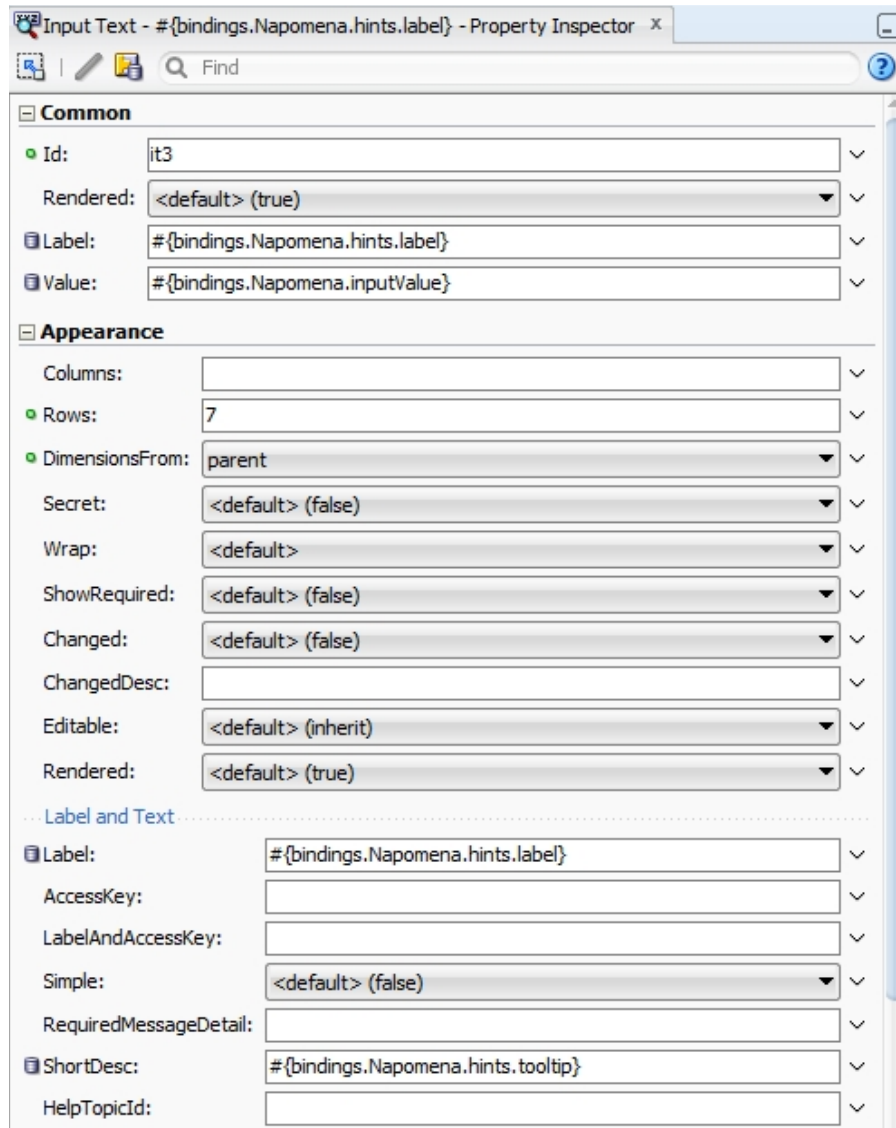 Input Text - #{bindings.Napomena.hints.label} - Property Inspector x
Find
Common
Id: it3
Rendered: <default> (true)
Label: #{bindings.Napomena.hints.label}
Value: #{bindings.Napomena.inputValue}
Appearance
Columns:
Rows: 7
DimensionsFrom: parent
Secret: <default> (false)
Wrap: <default>
ShowRequired: <default> (false)
Changed: <default> (false)
ChangedDesc:
Editable: <default> (inherit)
Rendered: <default> (true)
Label and Text
Label: #{bindings.Napomena.hints.label}
AccessKey:
LabelAndAccessKey:
Simple: <default> (false)
RequiredMessageDetail:
ShortDesc: #{bindings.Napomena.hints.tooltip}
HelpTopicId: